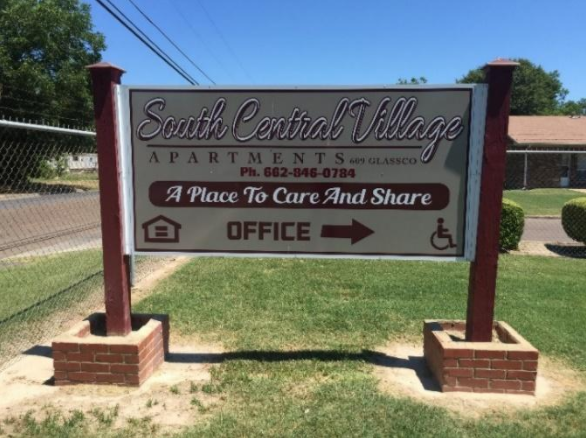 South Central Village
APARTMENTS 609 GLASSCO
Ph. 662-846-0784
A Place To Care And Share
OFFICE